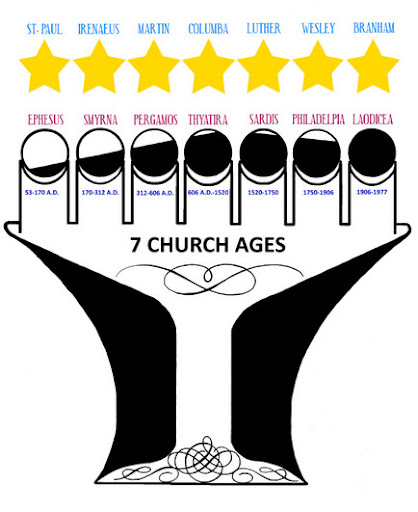 ST. PAUL IRENAEUS MARTIN COLUMBA LUTHER WESLEY BRANHAM
EPHESUS SMYRNA PERGAMOS THYATIRA SARDIS PHILADELPIA LAODICEA
53-170 A.D. 170-312 A.D. 312-606 A.D. 606 A.D.-1520 1520-1750 1750-1906 1906-1977
7 CHURCH AGES